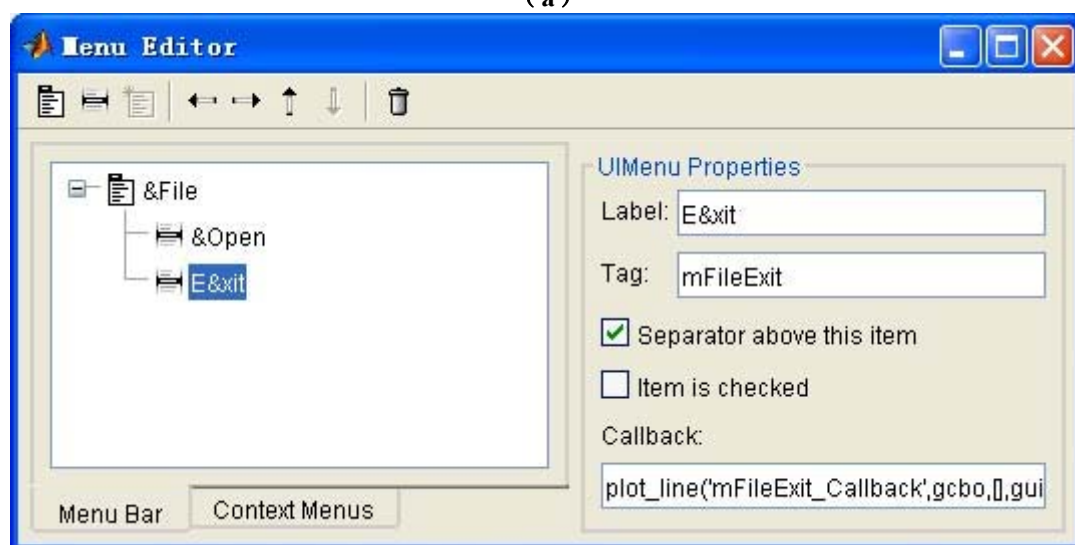 (a)
Menu Editor
&File
&Open
E&xit
Menu Bar
Context Menus
UIMenu Properties
Label: E&xit
Tag: mFileExit
Separator above this item
Item is checked
Callback:
plot_line('mFileExit_Callback',gcbo,[],gui